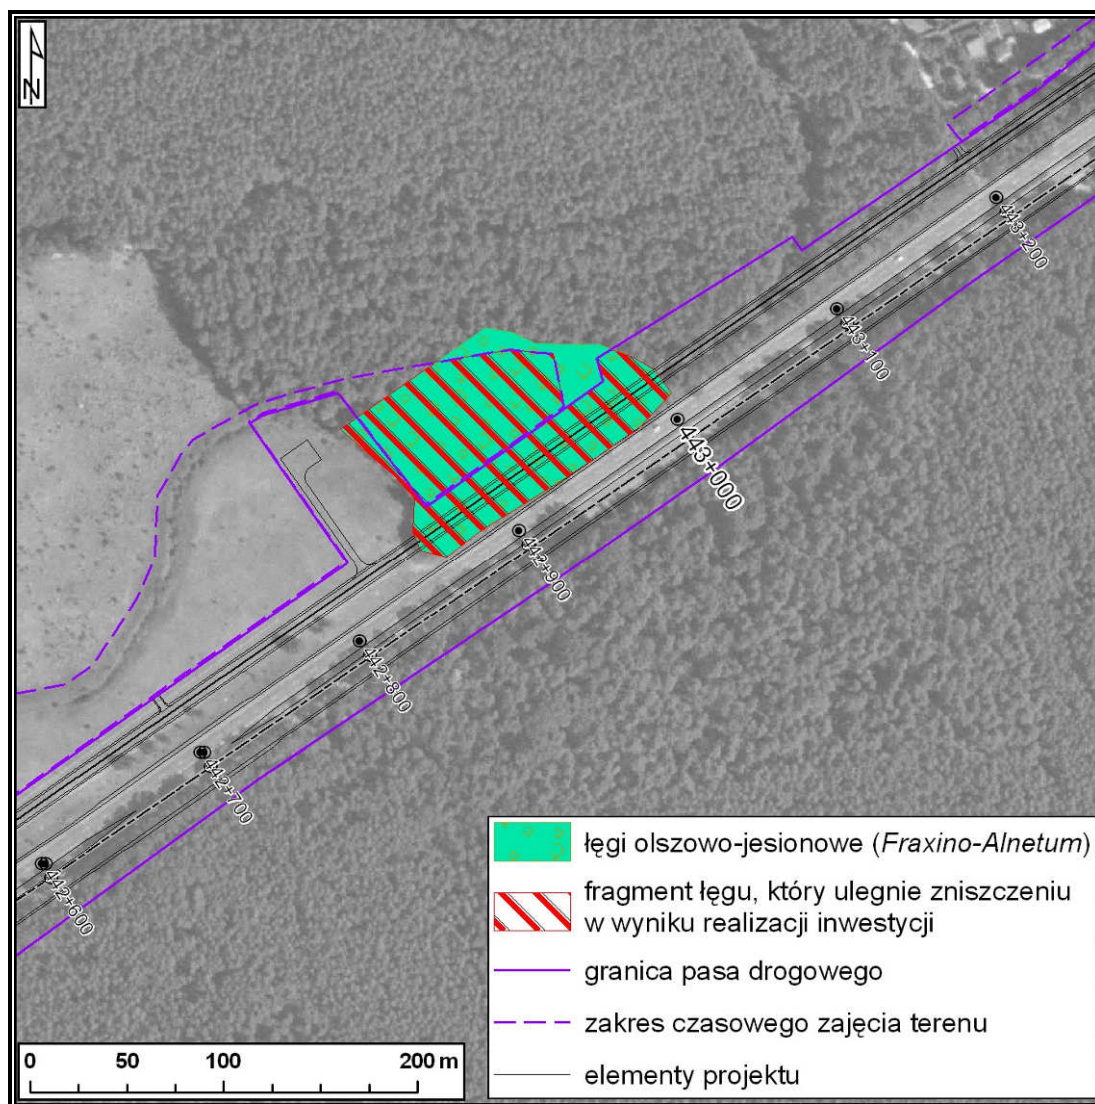 N
443+200
443+100
443+000
442+900
442+800
442+700
442+600
łęgi olszowo-jesionowe (Fraxino-Alnetum)
fragment łęgu, który ulegnie zniszczeniu
w wyniku realizacji inwestycji
granica pasa drogowego
zakres czasowego zajęcia terenu
elementy projektu
0 50 100 200 m